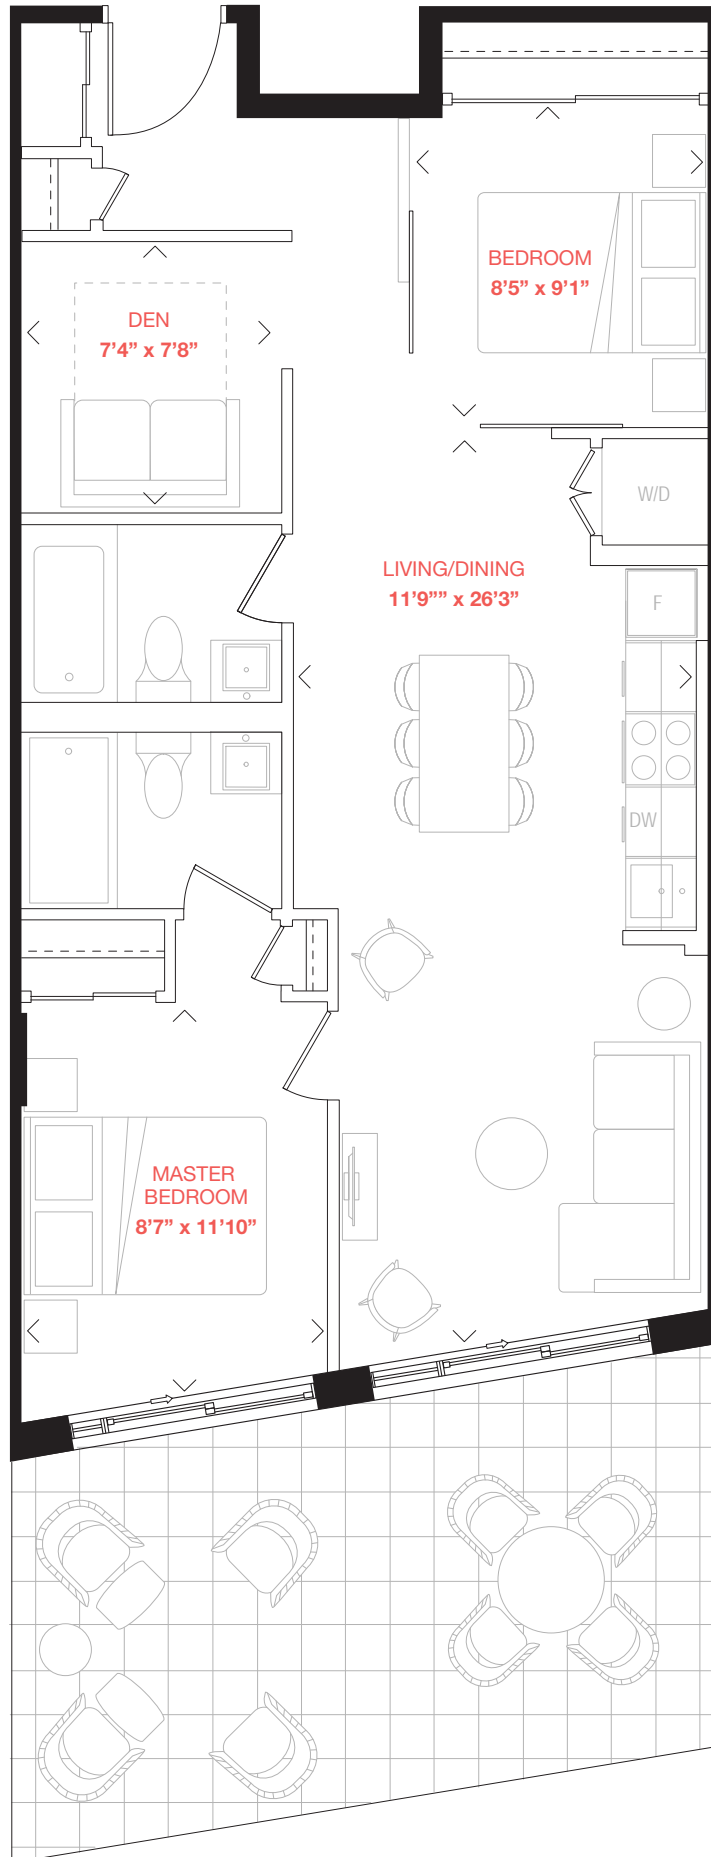 BEDROOM
8’5” x 9’1”
DEN
7’4” x 7’8”
W/D
LIVING/DINING
11’9”” x 26’3”
F
DW
MASTER
BEDROOM
8’7” x 11’10”